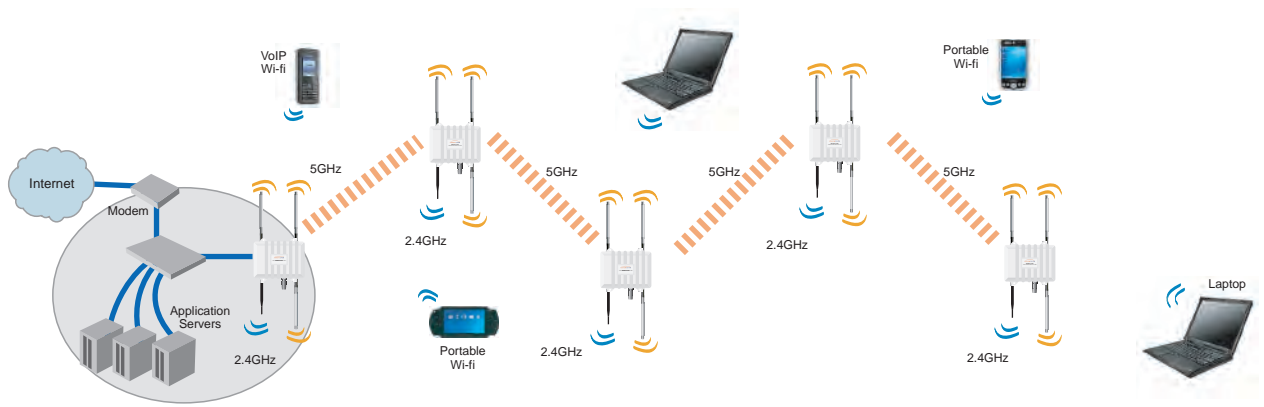 VoIP
Wi-fi
Portable
Wi-fi
5GHz
5GHz
5GHz
5GHz
Internet
Modem
2.4GHz
2.4GHz
Application
Servers
Laptop
2.4GHz
Portable
Wi-fi
2.4GHz
2.4GHz